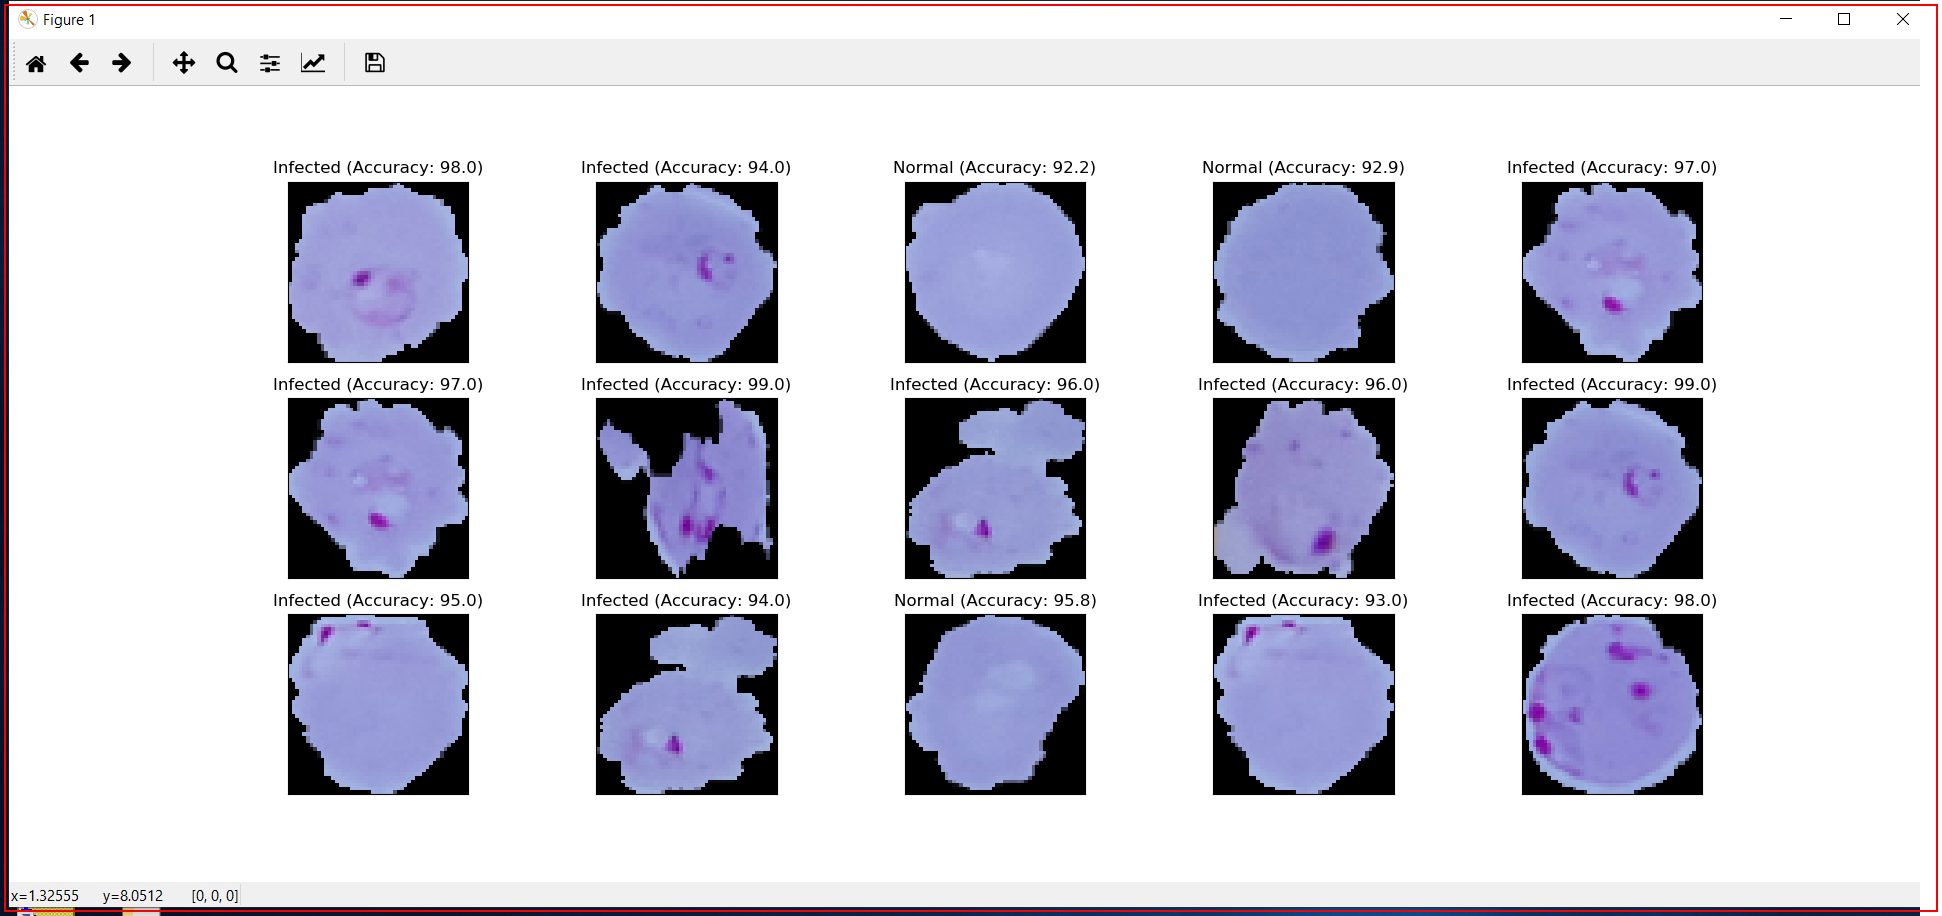 Figure 1
Infected (Accuracy: 98.0) Infected (Accuracy: 94.0) Normal (Accuracy: 92.2) Normal (Accuracy: 92.9) Infected (Accuracy: 97.0)
Infected (Accuracy: 97.0) Infected (Accuracy: 99.0) Infected (Accuracy: 96.0) Infected (Accuracy: 96.0) Infected (Accuracy: 99.0)
Infected (Accuracy: 95.0) Infected (Accuracy: 94.0) Normal (Accuracy: 95.8) Infected (Accuracy: 93.0) Infected (Accuracy: 98.0)
x=1.32555 y=8.0512 [0, 0, 0]